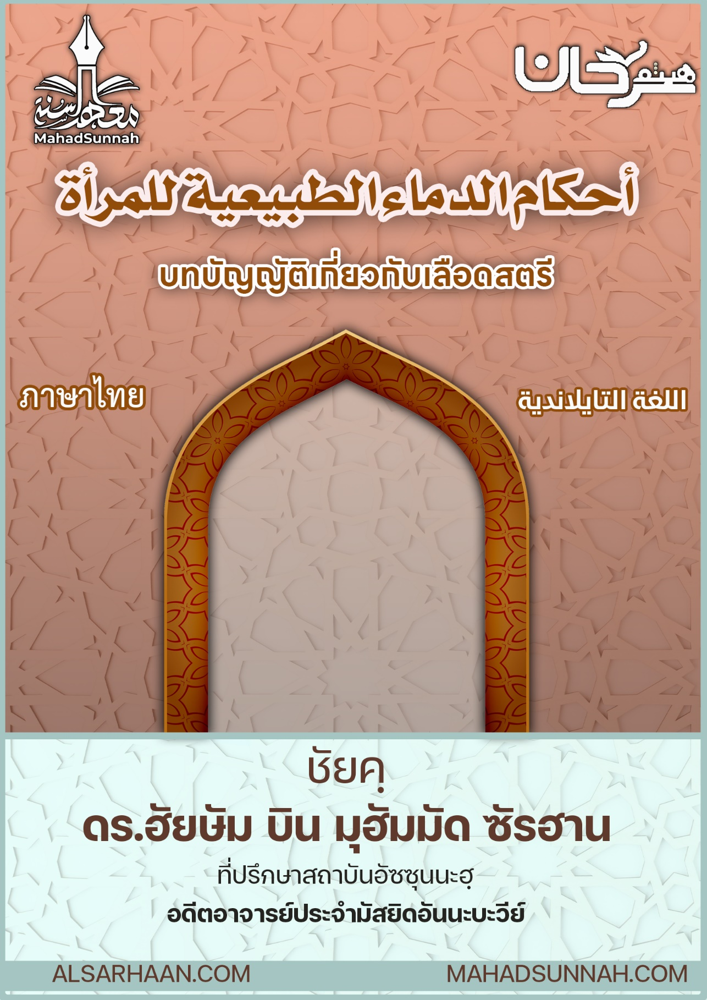 معهد السنة
MahadSunnah
هيثم سرحان
أحكام الدماء الطبيعية للمرأة
บทบัญญัติเกี่ยวกับเลือดสตรี
ภาษาไทย
اللغة التايلاندية
ชัยคฺ
ดร.ฮัยษัม บิน มุฮัมมัด ซัรฮาน
ที่ปรึกษาสถาบันอัซซุนนะฮฺ
อดีตอาจารย์ประจำมัสยิดอันนะบะวีย์
ALSARHAAN.COM
MAHADSUNNAH.COM